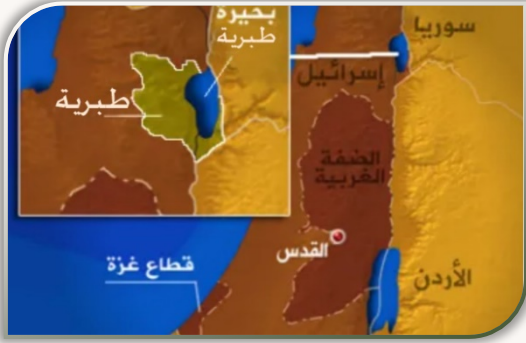 بحيرة
طبرية
طبرية
سوريا
إسرائيل
الضفة
الغربية
القدس
قطاع غزة
الأردن